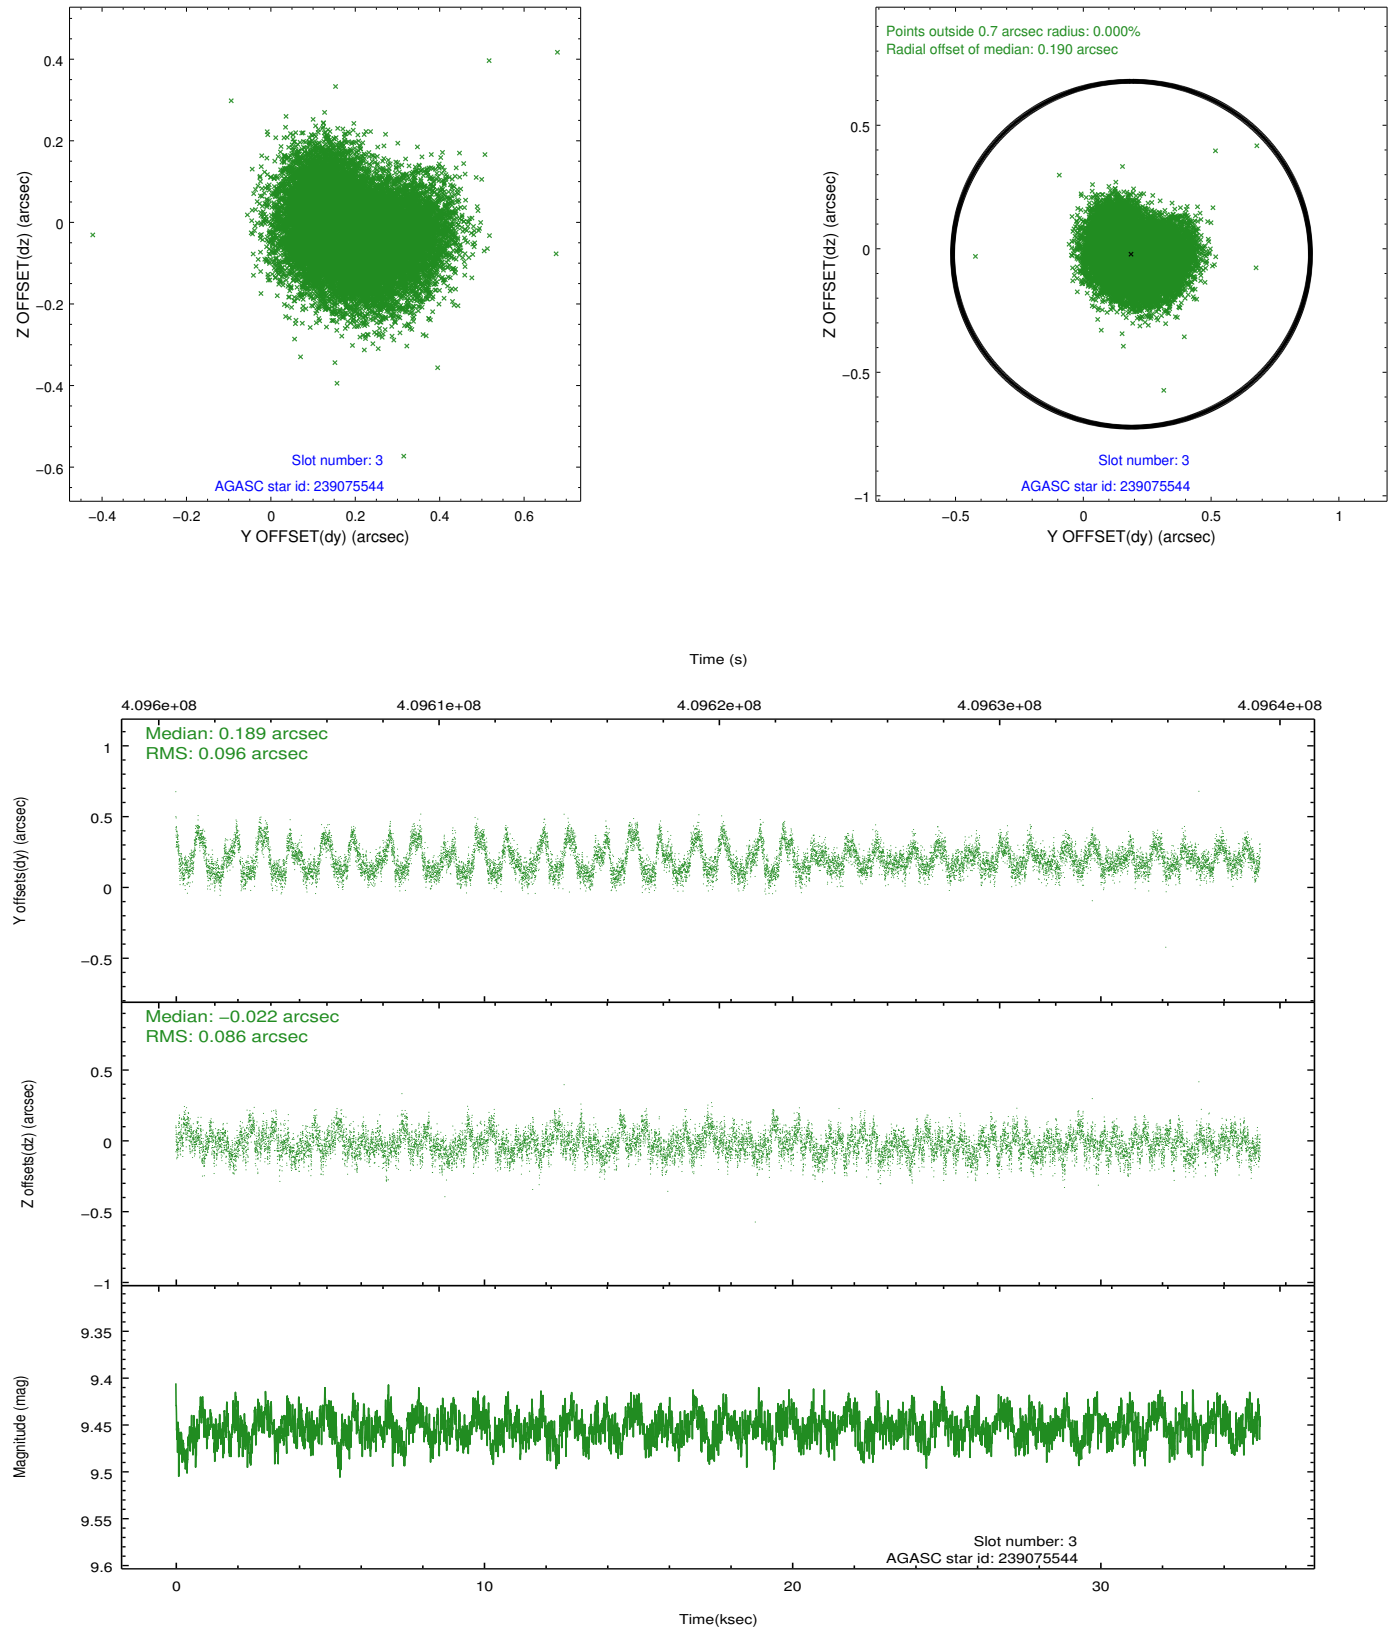 0.4
0.2
0
−0.2
−0.4
−0.6
Z OFFSET(dz) (arcsec)
Slot number: 3
AGASC star id: 239075544
−0.4
−0.2
0
0.2
0.4
0.6
Y OFFSET(dy) (arcsec)
Points outside 0.7 arcsec radius: 0.000%
Radial offset of median: 0.190 arcsec
0.5
0
−0.5
−1
Z OFFSET(dz) (arcsec)
Slot number: 3
AGASC star id: 239075544
−0.5
0
0.5
1
Y OFFSET(dy) (arcsec)
Time (s)
4.096e+08
4.0961e+08
4.0962e+08
4.0963e+08
4.0964e+08
Median: 0.189 arcsec
RMS: 0.096 arcsec
1
0.5
0
−0.5
Y offsets(dy) (arcsec)
Median: −0.022 arcsec
RMS: 0.086 arcsec
0.5
0
−0.5
−1
Z offsets(dz) (arcsec)
9.35
9.4
9.45
9.5
9.55
9.6
Magnitude (mag)
Slot number: 3
AGASC star id: 239075544
0
10
20
30
Time(ksec)